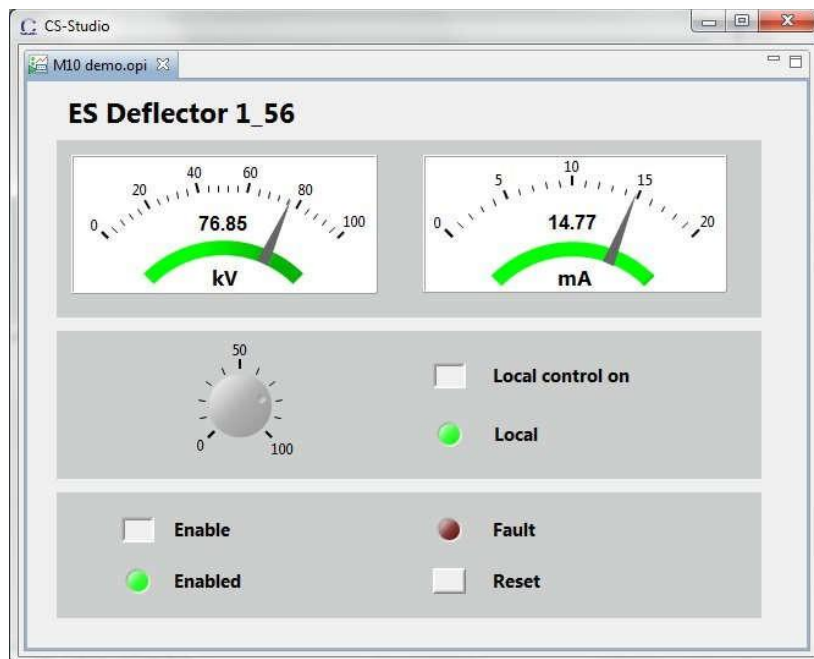 CS-Studio
M10 demo.opi
ES Deflector 1_56
0 20 40 60 80 100
76.85
kV
0 5 10 15 20
14.77
mA
50
0 100
Local control on
Local
Enable
Enabled
Fault
Reset